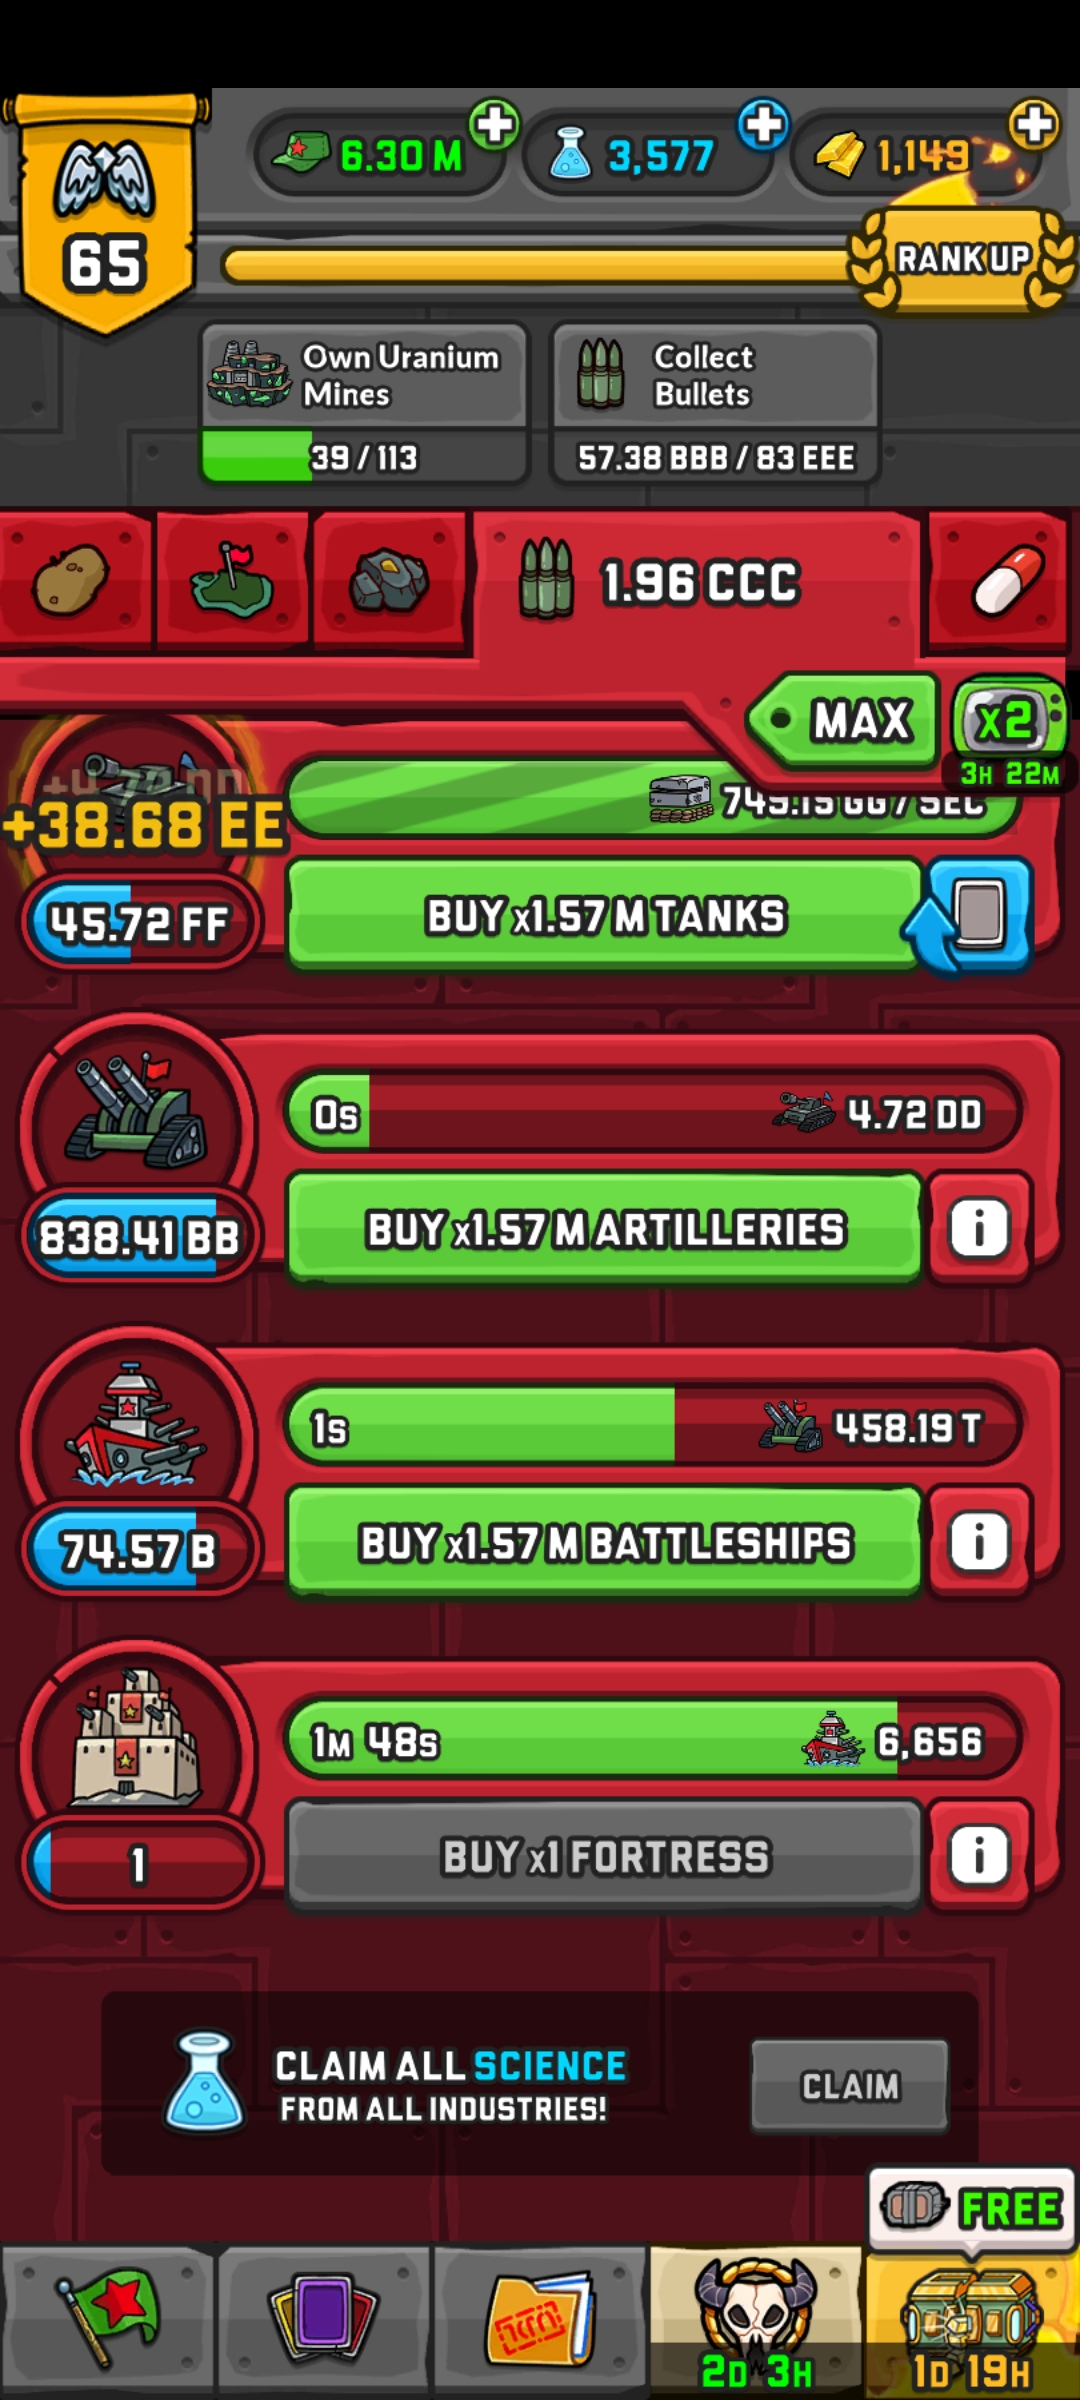 65
6.30 M
3,577
1,149
RANK UP
Own Uranium
Mines
39 / 113
Collect
Bullets
57.38 BBB / 83 EEE
1.96 CCC
MAX
x2
3H 22M
+38.68 EE
749.15 GG / SEC
45.72 FF
BUY x1.57 M TANKS
0s
4.72 DD
838.41 BB
BUY x1.57 M ARTILLERIES
1s
458.19 T
74.57 B
BUY x1.57 M BATTLESHIPS
1M 48s
6,656
1
BUY x1 FORTRESS
CLAIM ALL SCIENCE
FROM ALL INDUSTRIES!
CLAIM
FREE
2D 3H
1D 19H